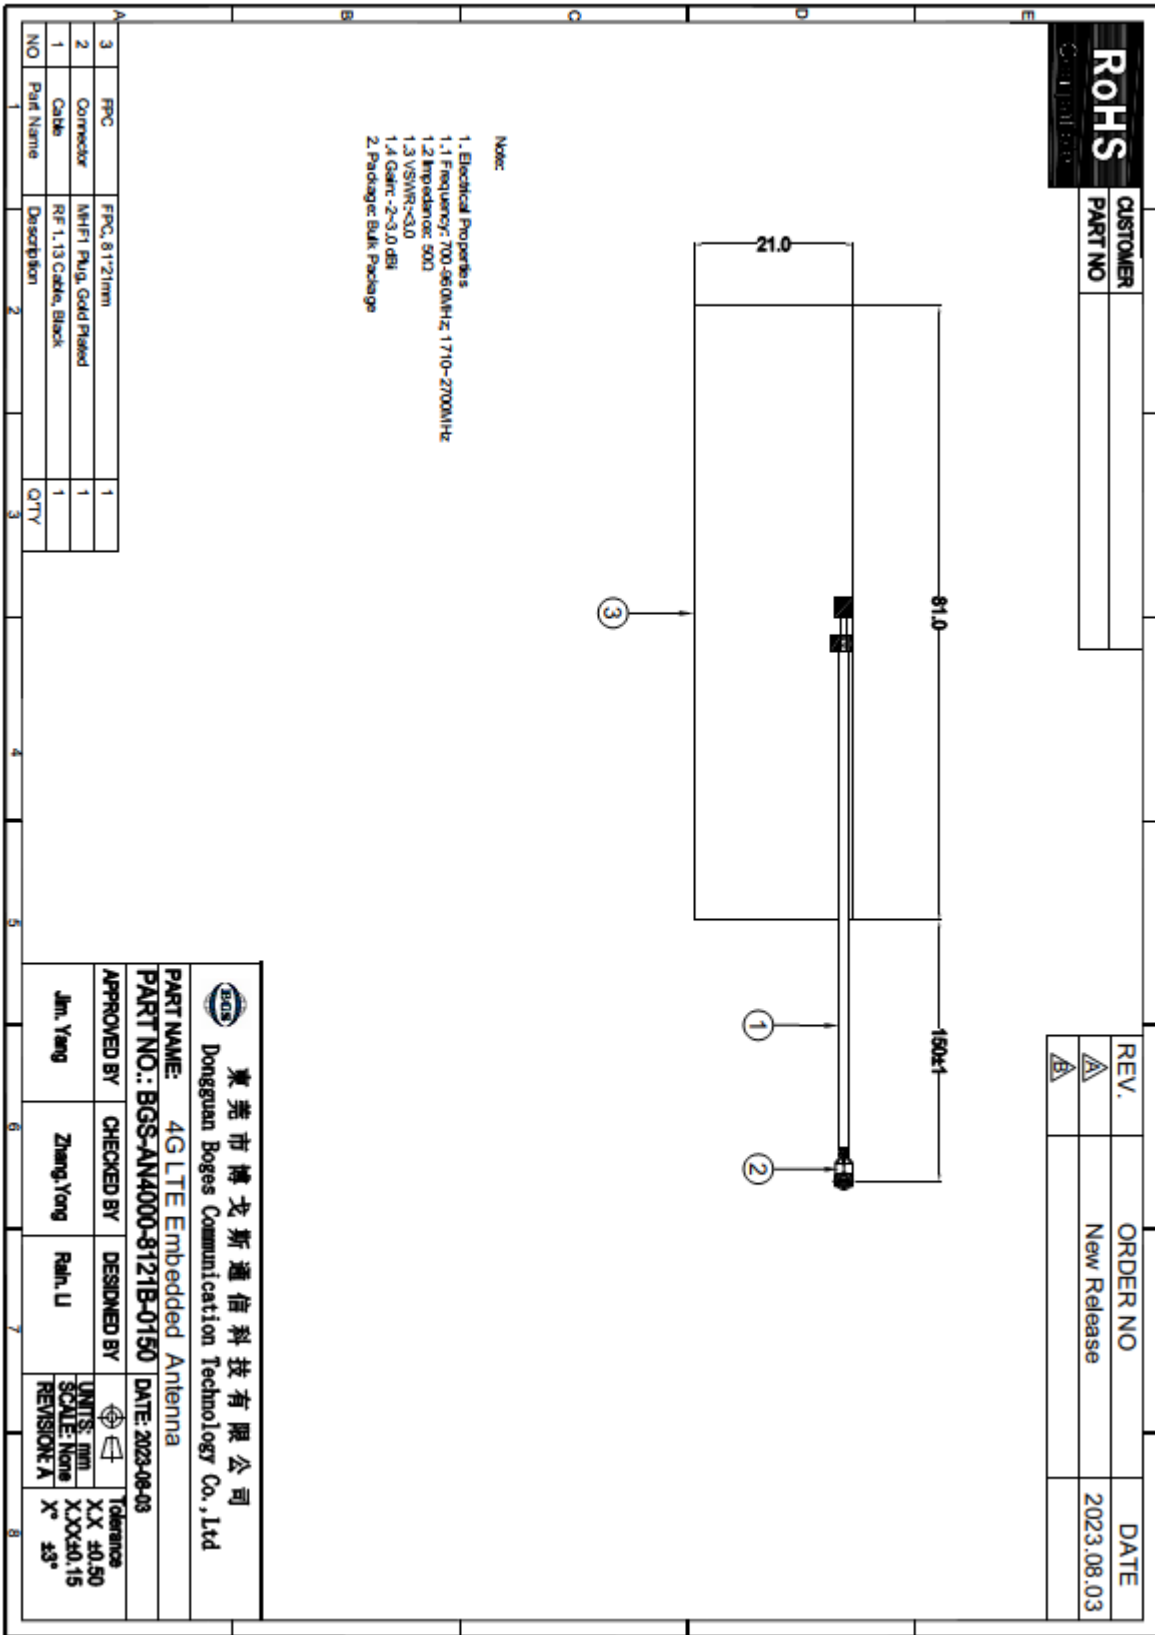 RoHS
CUSTOMER
PART NO
REV.
ORDER NO
DATE
A
New Release
2023.08.03
B
81.0
150±1
21.0
1
2
3
Note:
1. Electrical Properties
1.1 Frequency: 700-960MHz; 1710~2700MHz
1.2 Impedance: 50Ω
1.3 VSWR:<3.0
1.4 Gain: -2~3.0 dBi
2. Package: Bulk Package
3 FPC FPC, 81*21mm 1
2 Connector MHF1 Plug, Gold Plated 1
1 Cable RF 1.13 Cable, Black 1
NO Part Name Description Q'TY
BGS
東莞市博戈斯通信科技有限公司
Dongguan Boges Communication Technology Co., Ltd
PART NAME: 4G LTE Embedded Antenna
PART NO.: BGS-AN4000-8121B-0150 DATE: 2023-08-03
APPROVED BY CHECKED BY DESIDNED BY
Jim. Yang Zhang.Yong Rain. Li
UNITS: mm
SCALE: None
REVISION: A
Tolerance
X.X ±0.50
X.XX±0.15
X° ±3°
E
D
C
B
A
1 2 3 4 5 6 7 8